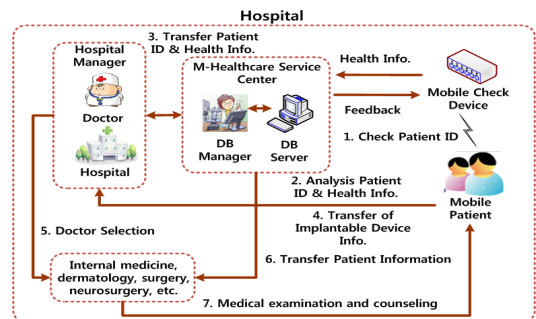 Hospital
3. Transfer Patient
ID & Health Info.
Hospital
Manager
Doctor
Hospital
M-Healthcare Service
Center
DB
Manager
DB
Server
Health Info.
Feedback
Mobile Check
Device
1. Check Patient ID
2. Analysis Patient
ID & Health Info.
Mobile
Patient
4. Transfer of
Implantable Device
Info.
5. Doctor Selection
6. Transfer Patient Information
Internal medicine,
dermatology, surgery,
neurosurgery, etc.
7. Medical examination and counseling